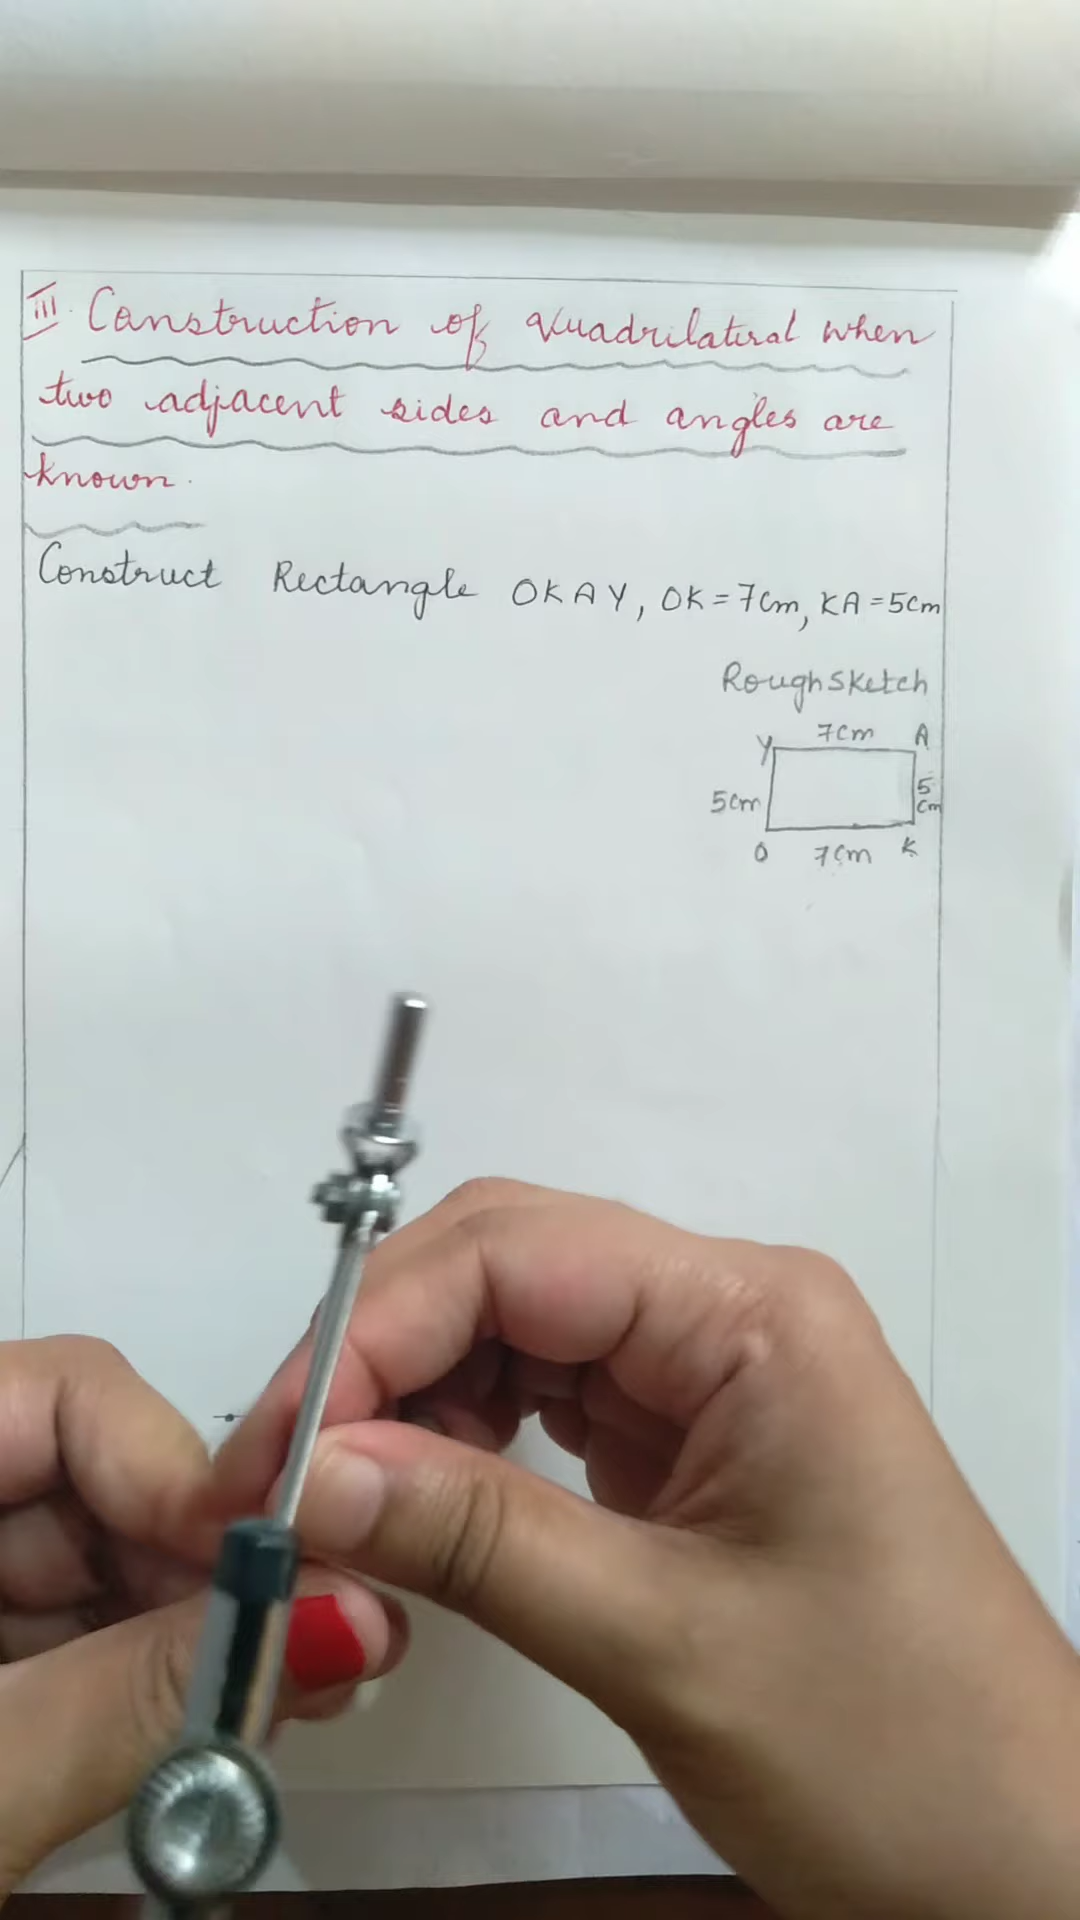 III. Construction of Quadrilateral when
two adjacent sides and angles are
known.
Construct Rectangle OKAY, OK = 7cm, KA = 5cm
Rough Sketch
Y 7cm A
5cm
5
cm
O 7cm K